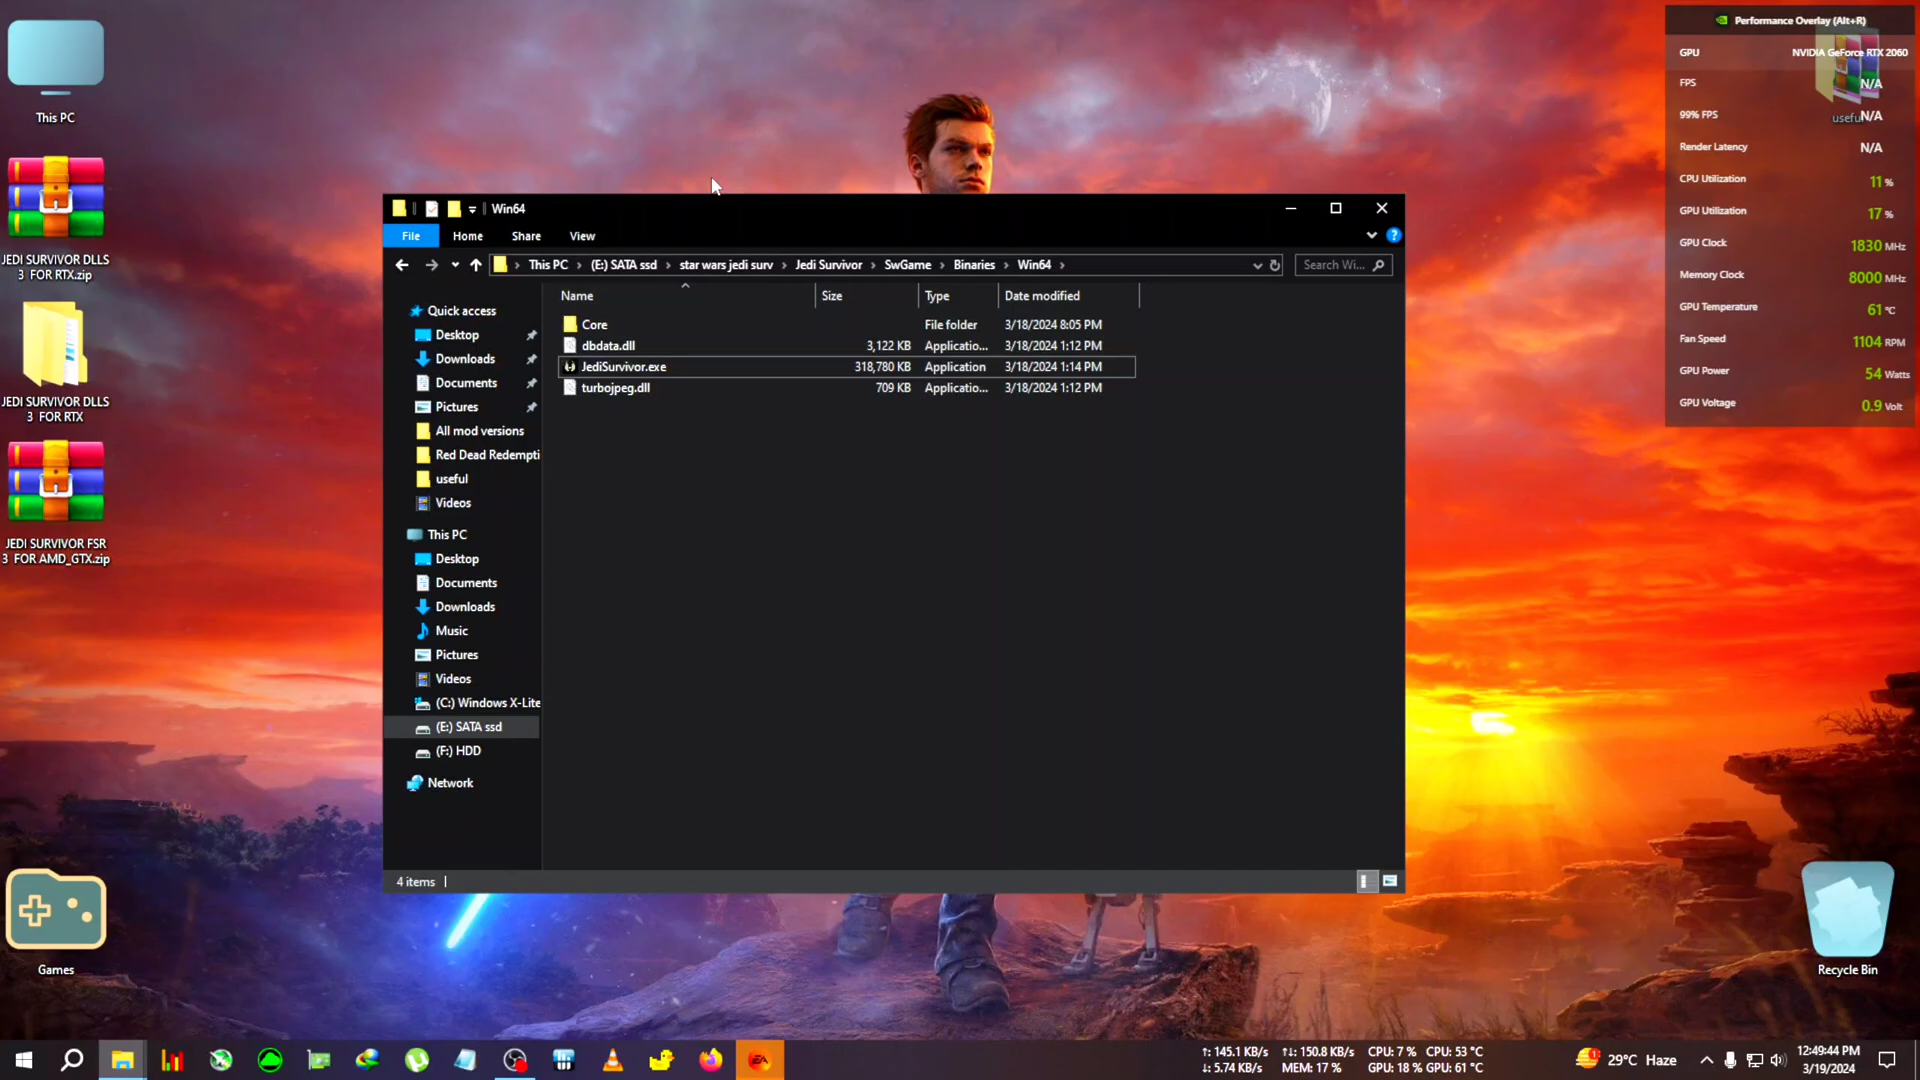 This PC
JEDI SURVIVOR DLLS
3 FOR RTX.zip
JEDI SURVIVOR DLLS
3 FOR RTX
JEDI SURVIVOR FSR
3 FOR AMD_GTX.zip
Games
Win64
File Home Share View
This PC (E:) SATA ssd star wars jedi surv Jedi Survivor SwGame Binaries Win64
Search Wi...
Name Size Type Date modified
Core File folder 3/18/2024 8:05 PM
dbdata.dll 3,122 KB Applicatio... 3/18/2024 1:12 PM
JediSurvivor.exe 318,780 KB Application 3/18/2024 1:14 PM
turbojpeg.dll 709 KB Applicatio... 3/18/2024 1:12 PM
Quick access
Desktop
Downloads
Documents
Pictures
All mod versions
Red Dead Redempti
useful
Videos
This PC
Desktop
Documents
Downloads
Music
Pictures
Videos
(C:) Windows X-Lite
(E:) SATA ssd
(F:) HDD
Network
4 items
Performance Overlay (Alt+R)
GPU NVIDIA GeForce RTX 2060
FPS N/A
99% FPS N/A
useful
Render Latency N/A
CPU Utilization 11 %
GPU Utilization 17 %
GPU Clock 1830 MHz
Memory Clock 8000 MHz
GPU Temperature 61 °C
Fan Speed 1104 RPM
GPU Power 54 Watts
GPU Voltage 0.9 Volt
Recycle Bin
EA
↑: 145.1 KB/s ↑↓: 150.8 KB/s CPU: 7 % CPU: 53 °C
↓: 5.74 KB/s MEM: 17 % GPU: 18 % GPU: 61 °C
1
29°C Haze
12:49:44 PM
3/19/2024